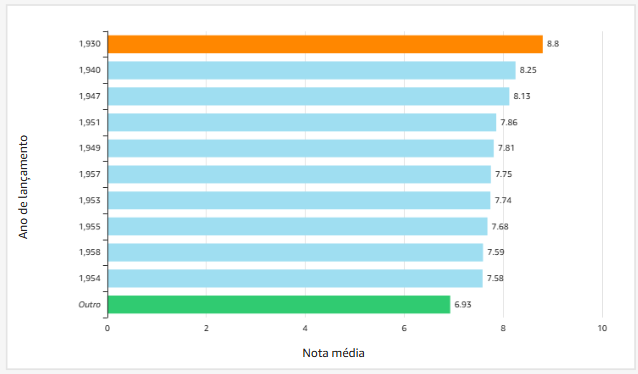 1,930 8.8
1,940 8.25
1,947 8.13
1,951 7.86
1,949 7.81
1,957 7.75
1,953 7.74
1,955 7.68
1,958 7.59
1,954 7.58
Outro 6.93
0 2 4 6 8 10
Nota média
Ano de lançamento